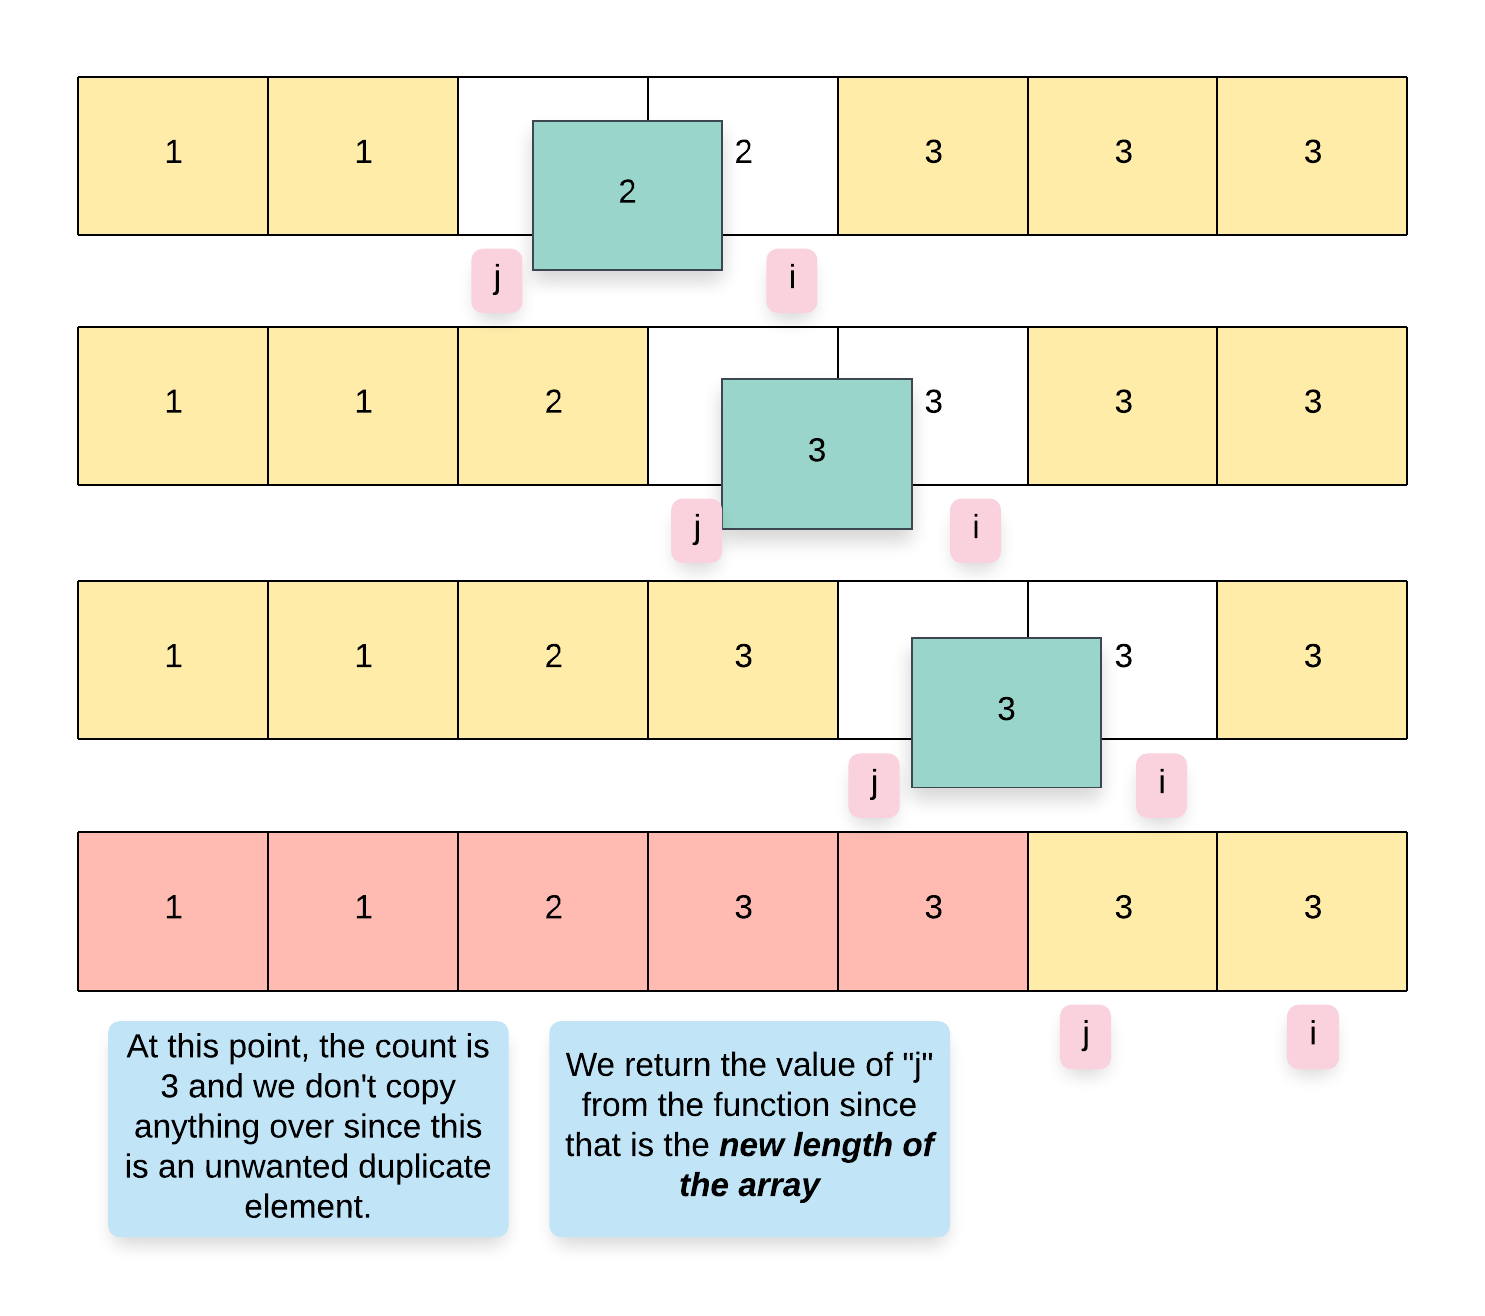 1 1 2 2 3 3 3
j i
1 1 2 3 3 3 3
j i
1 1 2 3 3 3 3
j i
1 1 2 3 3 3 3
j i
At this point, the count is
3 and we don't copy
anything over since this
is an unwanted duplicate
element.
We return the value of "j"
from the function since
that is the new length of
the array